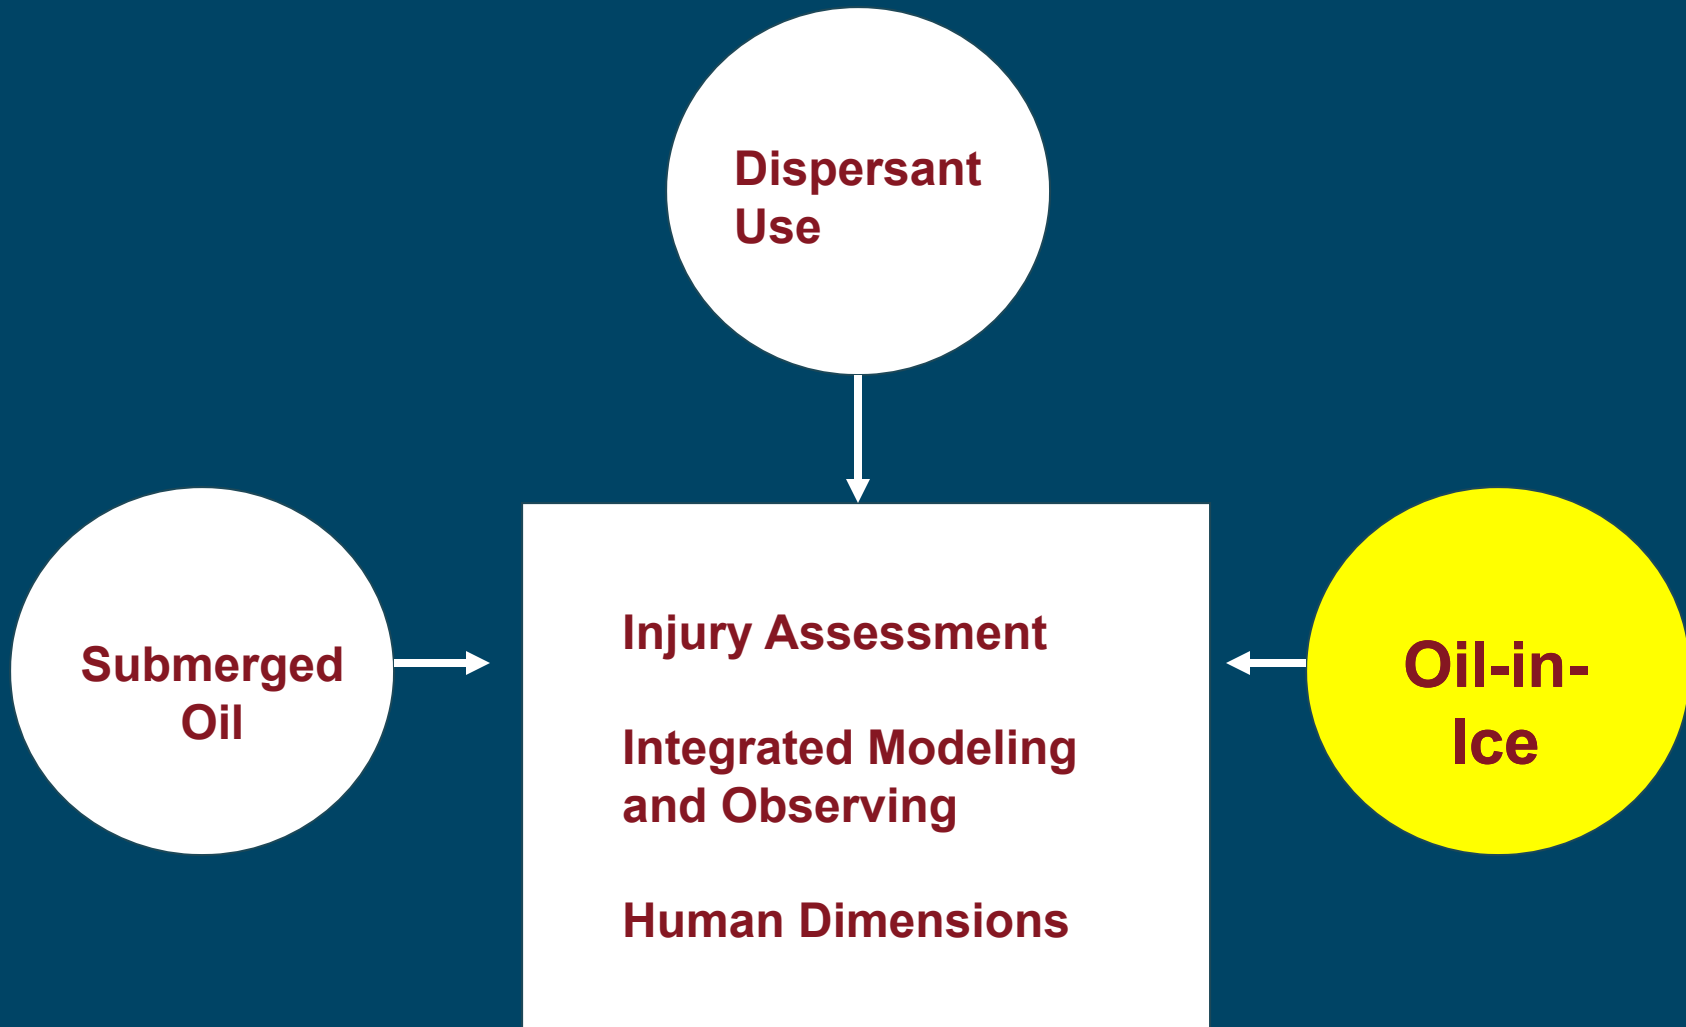 Dispersant
Use
Submerged
Oil
Injury Assessment
Integrated Modeling
and Observing
Human Dimensions
Oil-in-
Ice